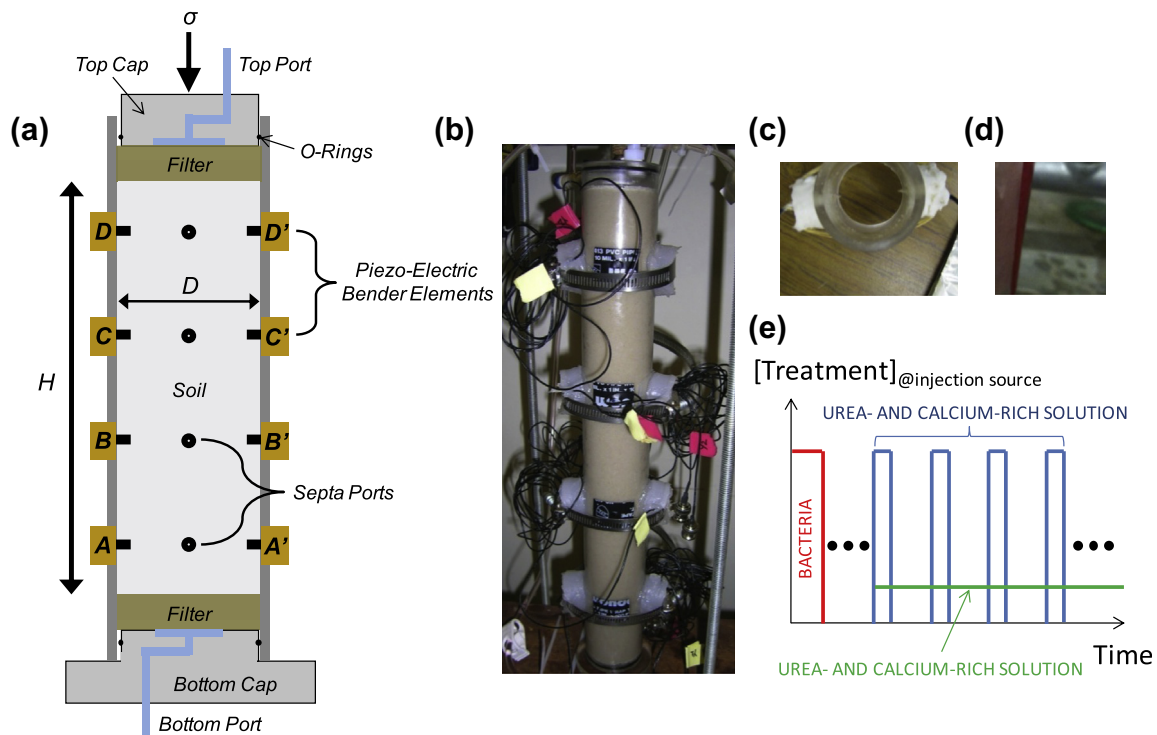 (a)
σ
Top Cap
Top Port
O-Rings
Filter
D
D'
Piezo-Electric
Bender Elements
D
C
C'
H
Soil
B
B'
Septa Ports
A
A'
Filter
Bottom Cap
Bottom Port
(b)
(c)
(d)
(e)
[Treatment]@injection source
UREA- AND CALCIUM-RICH SOLUTION
BACTERIA
Time
UREA- AND CALCIUM-RICH SOLUTION